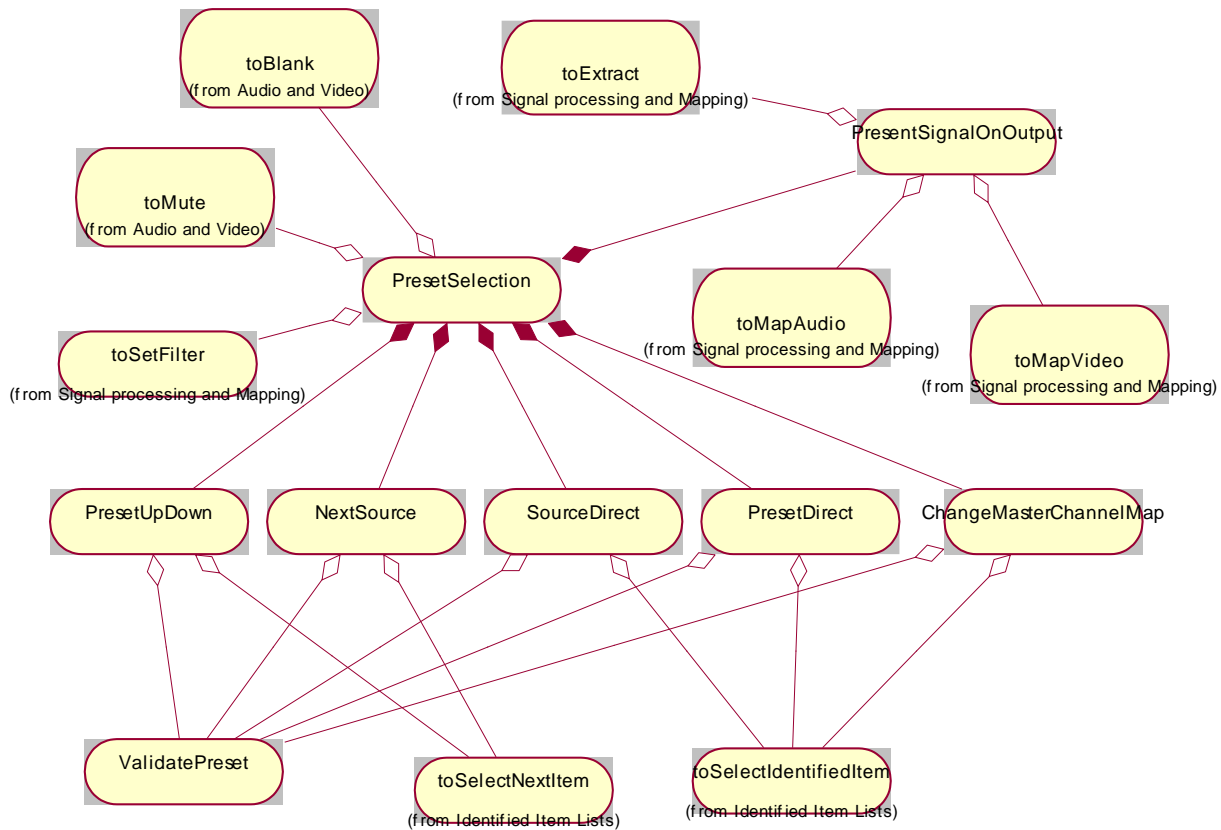 toBlank
(from Audio and Video)
toExtract
(from Signal processing and Mapping)
PresentSignalOnOutput
toMute
(from Audio and Video)
PresetSelection
toMapAudio
(from Signal processing and Mapping)
toSetFilter
(from Signal processing and Mapping)
toMapVideo
(from Signal processing and Mapping)
PresetUpDown
NextSource
SourceDirect
PresetDirect
ChangeMasterChannelMap
ValidatePreset
toSelectNextItem
(from Identified Item Lists)
toSelectIdentifiedItem
(from Identified Item Lists)